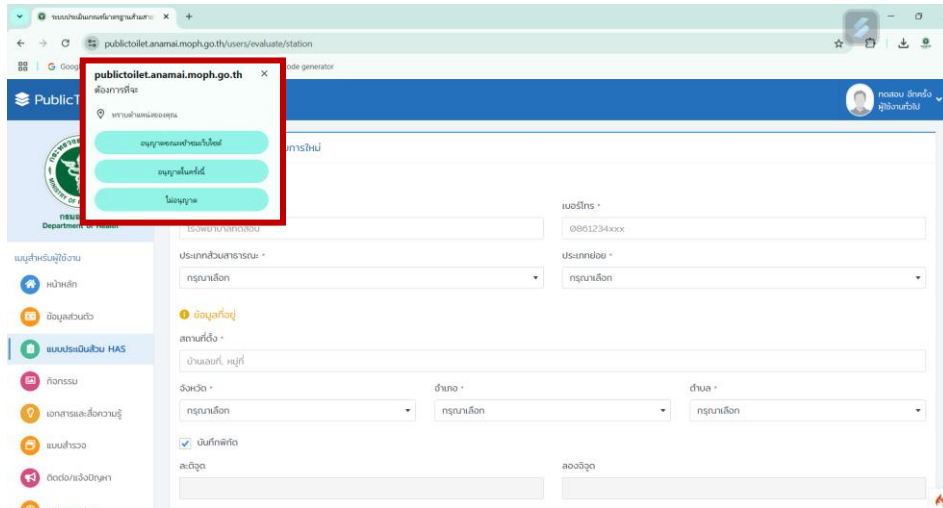 ระบบประเมินเกณฑ์มาตรฐานส้วมสาธ
publictoilet.anamai.moph.go.th/users/evaluate/station
ode generator
publictoilet.anamai.moph.go.th
ต้องการที่จะ
ทราบตำแหน่งของคุณ
อนุญาตขณะเข้าชมเว็บไซต์
อนุญาตในครั้งนี้
ไม่อนุญาต
PublicT
ทดสอบ อีกครั้ง
ผู้ใช้งานทั่วไป
Department of Health
เมนูสำหรับผู้ใช้งาน
หน้าหลัก
ข้อมูลส่วนตัว
แบบประเมินส้วม HAS
กิจกรรม
เอกสารและสื่อความรู้
แบบสำรวจ
ติดต่อ/แจ้งปัญหา
การใหม่
เบอร์โทร *
โรงพยาบาลทดสอบ
0861234xxx
ประเภทส้วมสาธารณะ *
ประเภทย่อย *
กรุณาเลือก
กรุณาเลือก
ข้อมูลที่อยู่
สถานที่ตั้ง *
บ้านเลขที่, หมู่ที่
จังหวัด *
อำเภอ *
ตำบล *
กรุณาเลือก
กรุณาเลือก
กรุณาเลือก
บันทึกพิกัด
ละติจูด
ลองจิจูด